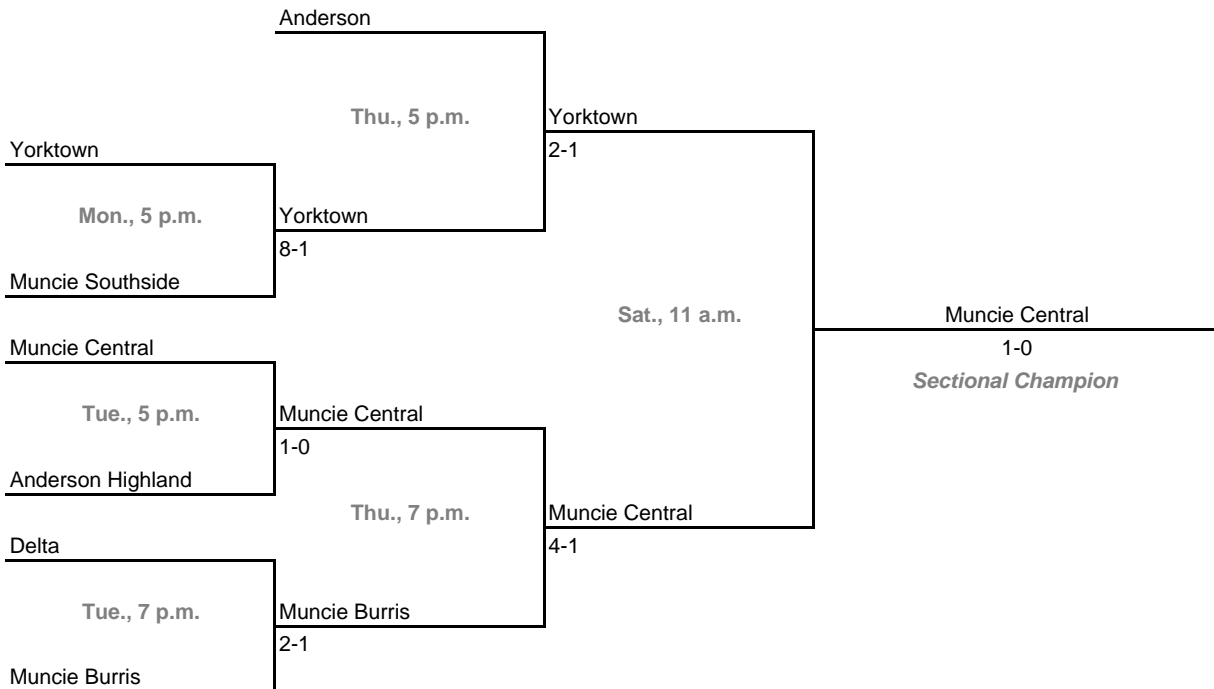 Anderson
Thu., 5 p.m.
Yorktown
Yorktown
2-1
Mon., 5 p.m.
Yorktown
8-1
Muncie Southside
Sat., 11 a.m.
Muncie Central
Muncie Central
1-0
Sectional Champion
Tue., 5 p.m.
Muncie Central
1-0
Anderson Highland
Thu., 7 p.m.
Muncie Central
Delta
4-1
Tue., 7 p.m.
Muncie Burris
2-1
Muncie Burris